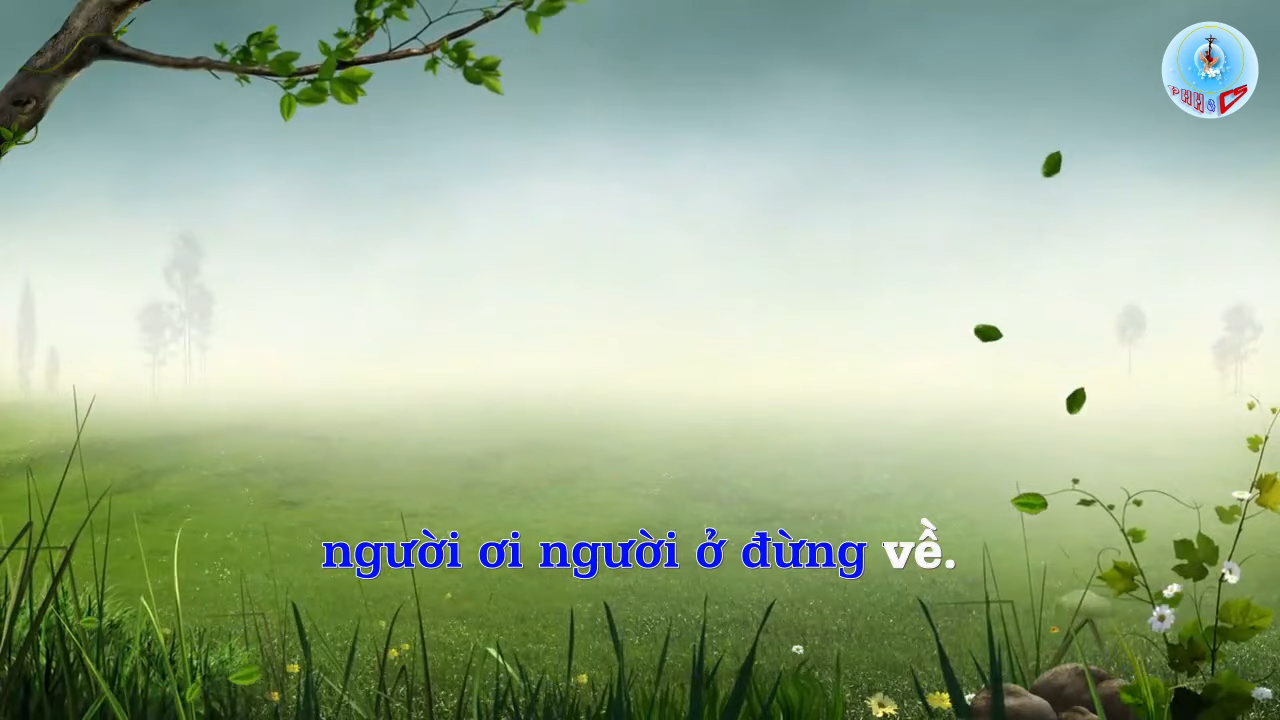 người ơi người ở đừng về.